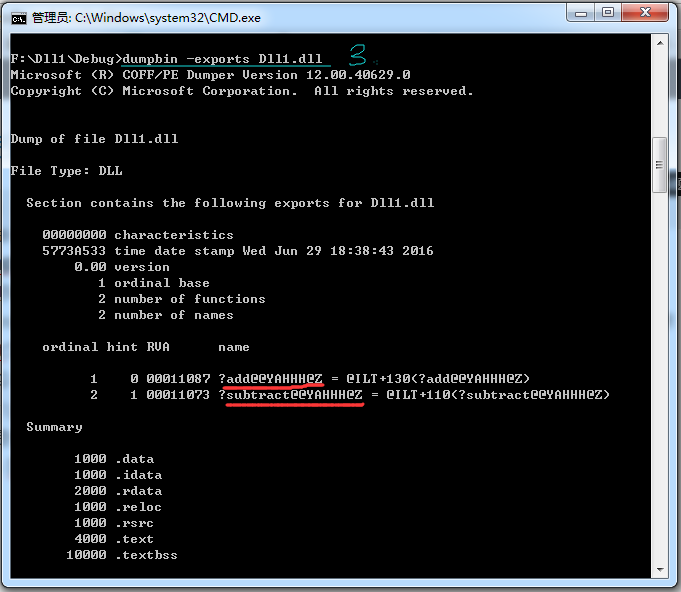 管理员: C:\Windows\system32\CMD.exe
F:\Dll1\Debug>dumpbin -exports Dll1.dll 3
Microsoft (R) COFF/PE Dumper Version 12.00.40629.0
Copyright (C) Microsoft Corporation.  All rights reserved.
Dump of file Dll1.dll
File Type: DLL
Section contains the following exports for Dll1.dll
00000000 characteristics
5773A533 time date stamp Wed Jun 29 18:38:43 2016
0.00 version
1 ordinal base
2 number of functions
2 number of names
ordinal hint RVA      name
1    0 00011087 ?add@@YAHHH@Z = @ILT+130(?add@@YAHHH@Z)
2    1 00011073 ?subtract@@YAHHH@Z = @ILT+110(?subtract@@YAHHH@Z)
Summary
1000 .data
1000 .idata
2000 .rdata
1000 .reloc
1000 .rsrc
4000 .text
10000 .textbss